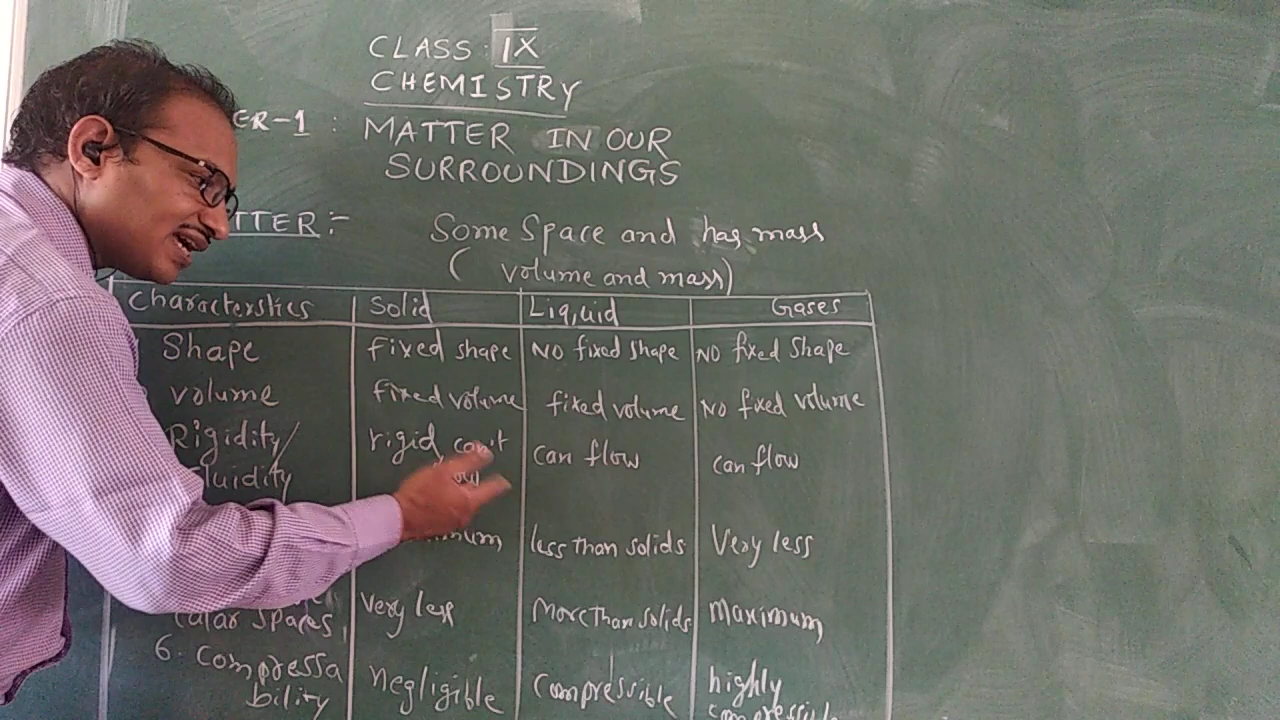 CLASS: IX
CHEMISTRY
ER-1 : MATTER IN OUR
SURROUNDINGS
TTER:- Some Space and has mass
( volume and mass)
Characterstics Solid Liquid Gases
Shape fixed shape No fixed shape No fixed Shape
volume fixed volume fixed volume No fixed volume
Rigidity/ rigid, can't can flow can flow
luidity
mum less than solids Very less
cular spaces, Very less More than solids Maximum
6. Compressa negligible Compressible highly
bility compressible